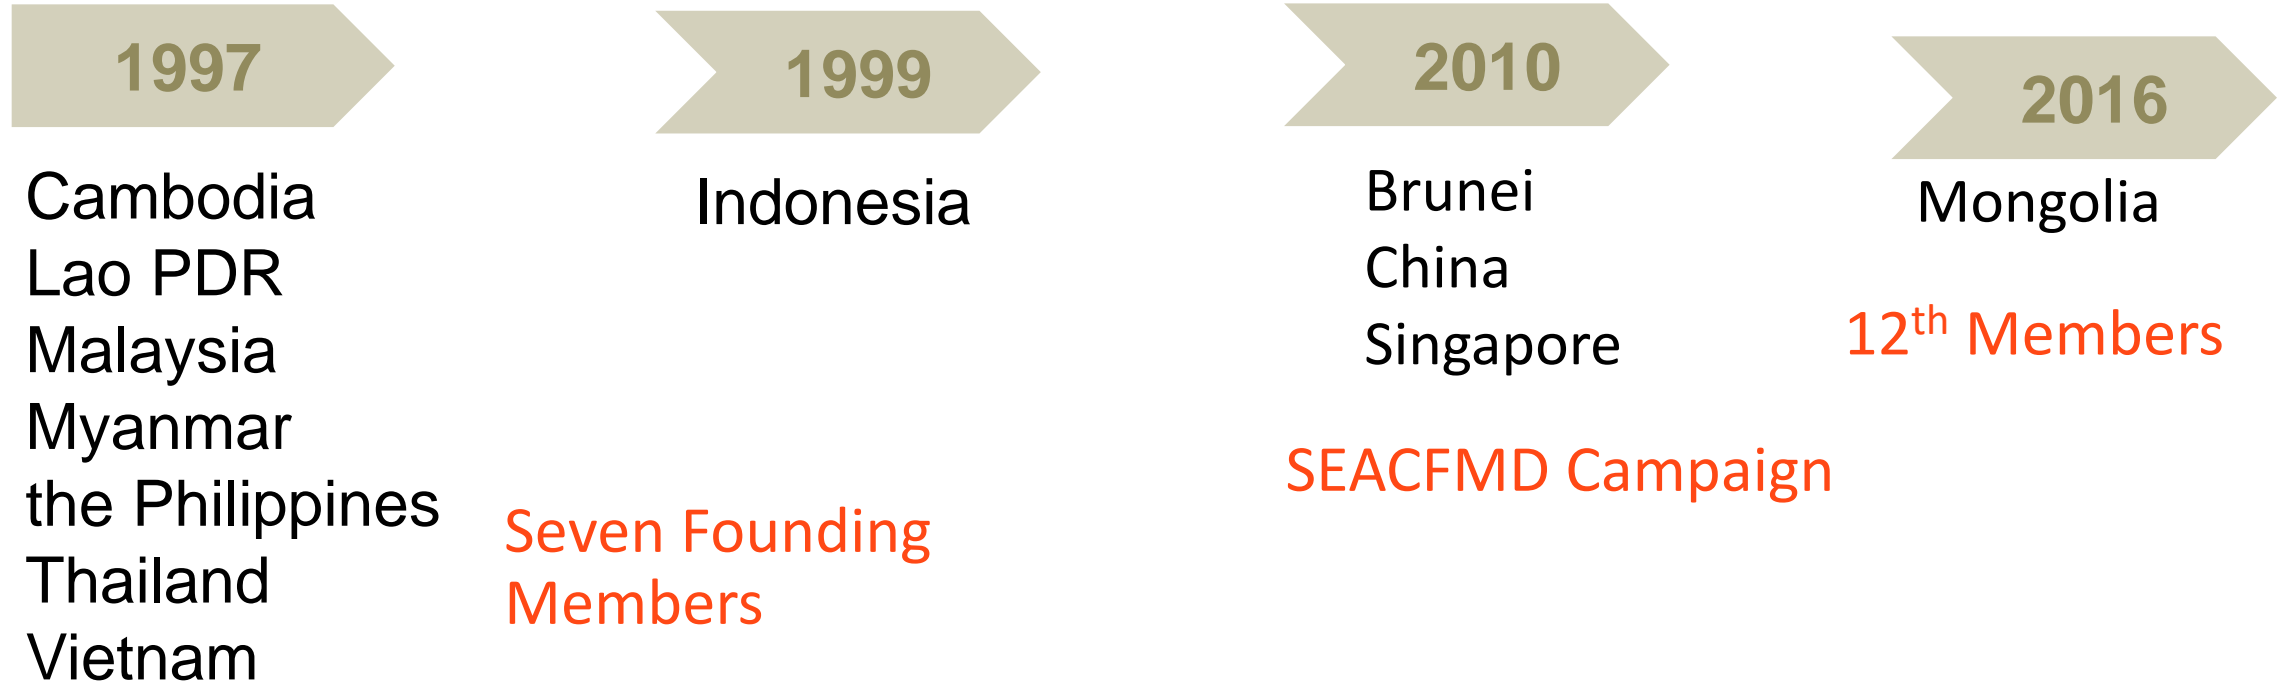 1997
Cambodia
Lao PDR
Malaysia
Myanmar
the Philippines
Thailand
Vietnam
Seven Founding
Members
1999
Indonesia
2010
Brunei
China
Singapore
SEACFMD Campaign
2016
Mongolia
12th Members